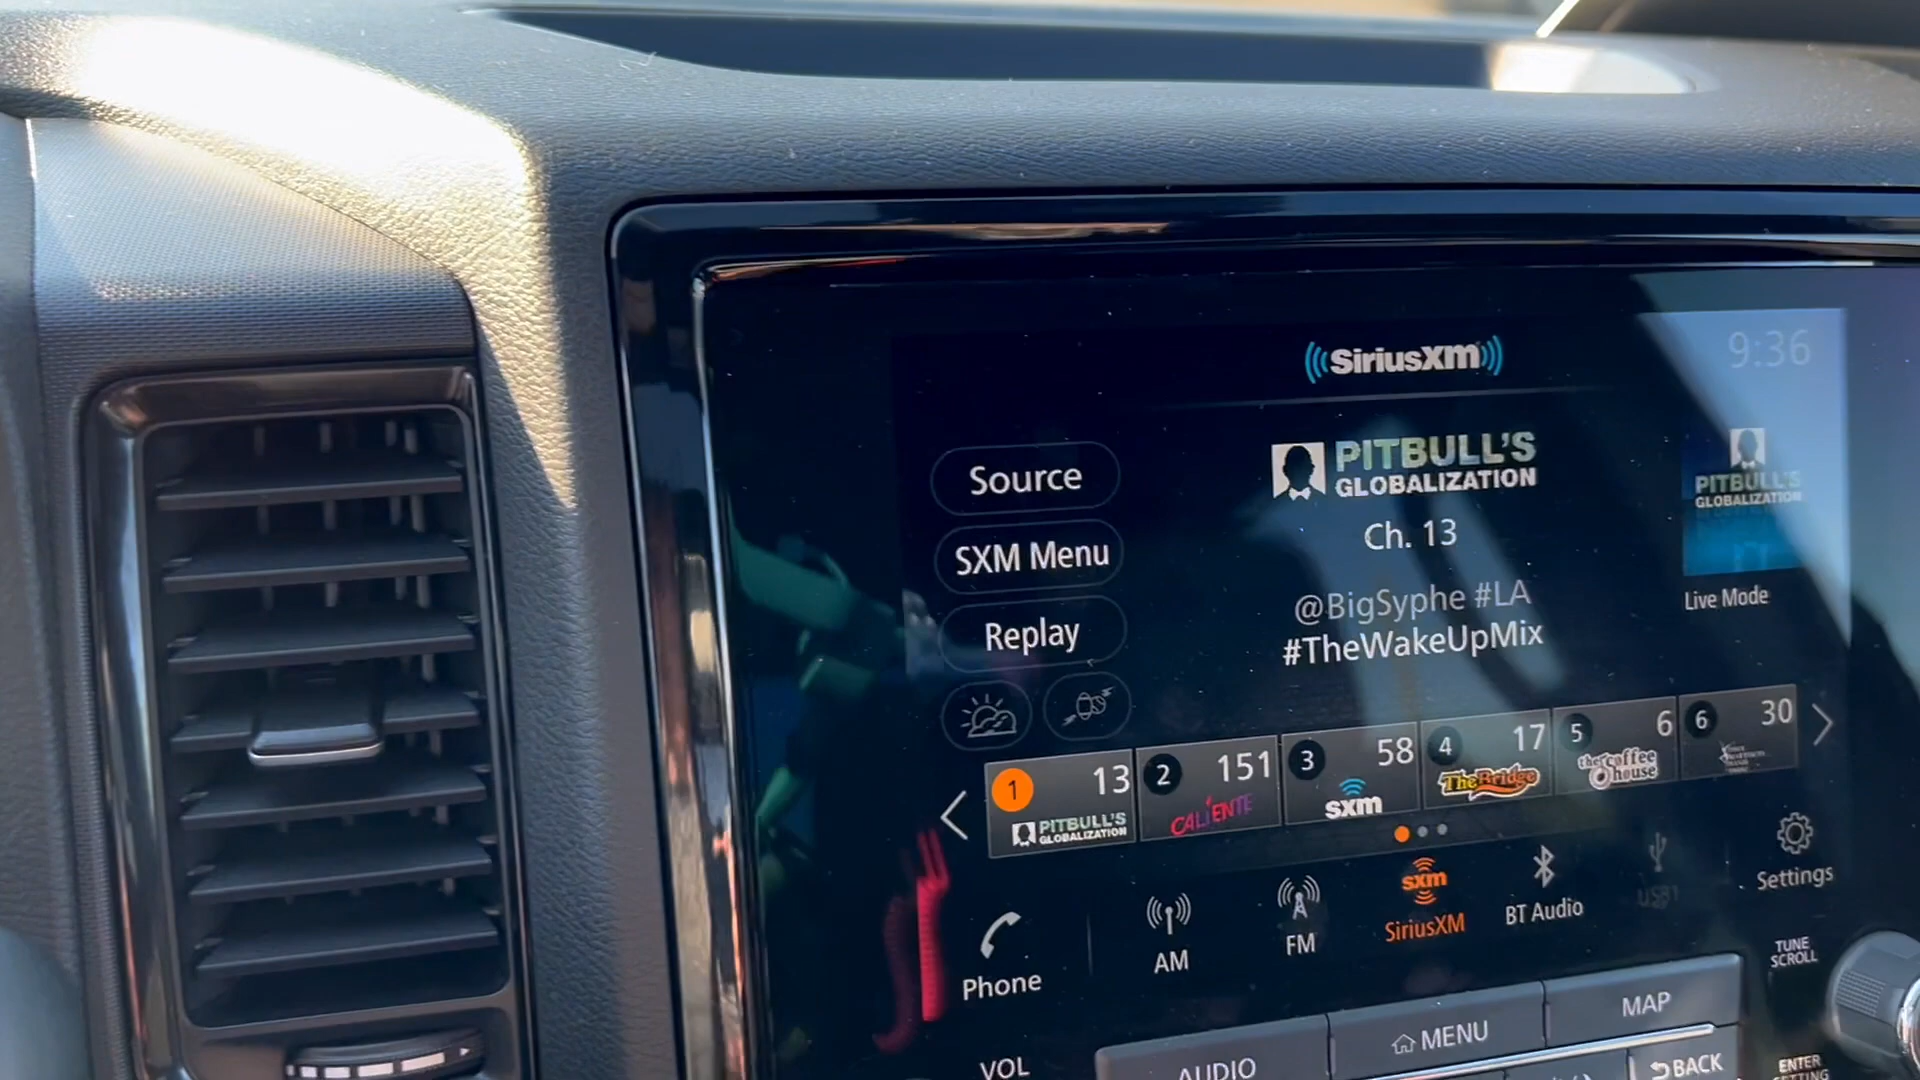 SiriusXM
9:36
Source
PITBULL'S
GLOBALIZATION
PITBULL'S
GLOBALIZATION
Ch. 13
SXM Menu
@BigSyphe #LA
#TheWakeUpMix
Live Mode
Replay
1 13
PITBULL'S
GLOBALIZATION
2 151
CALIENTE
3 58
sxm
4 17
The Bridge
5 6
the coffee
house
6 30
Phone
AM
FM
sxm
SiriusXM
BT Audio
USB1
Settings
TUNE
SCROLL
VOL
AUDIO
MENU
MAP
BACK
ENTER
SETTING